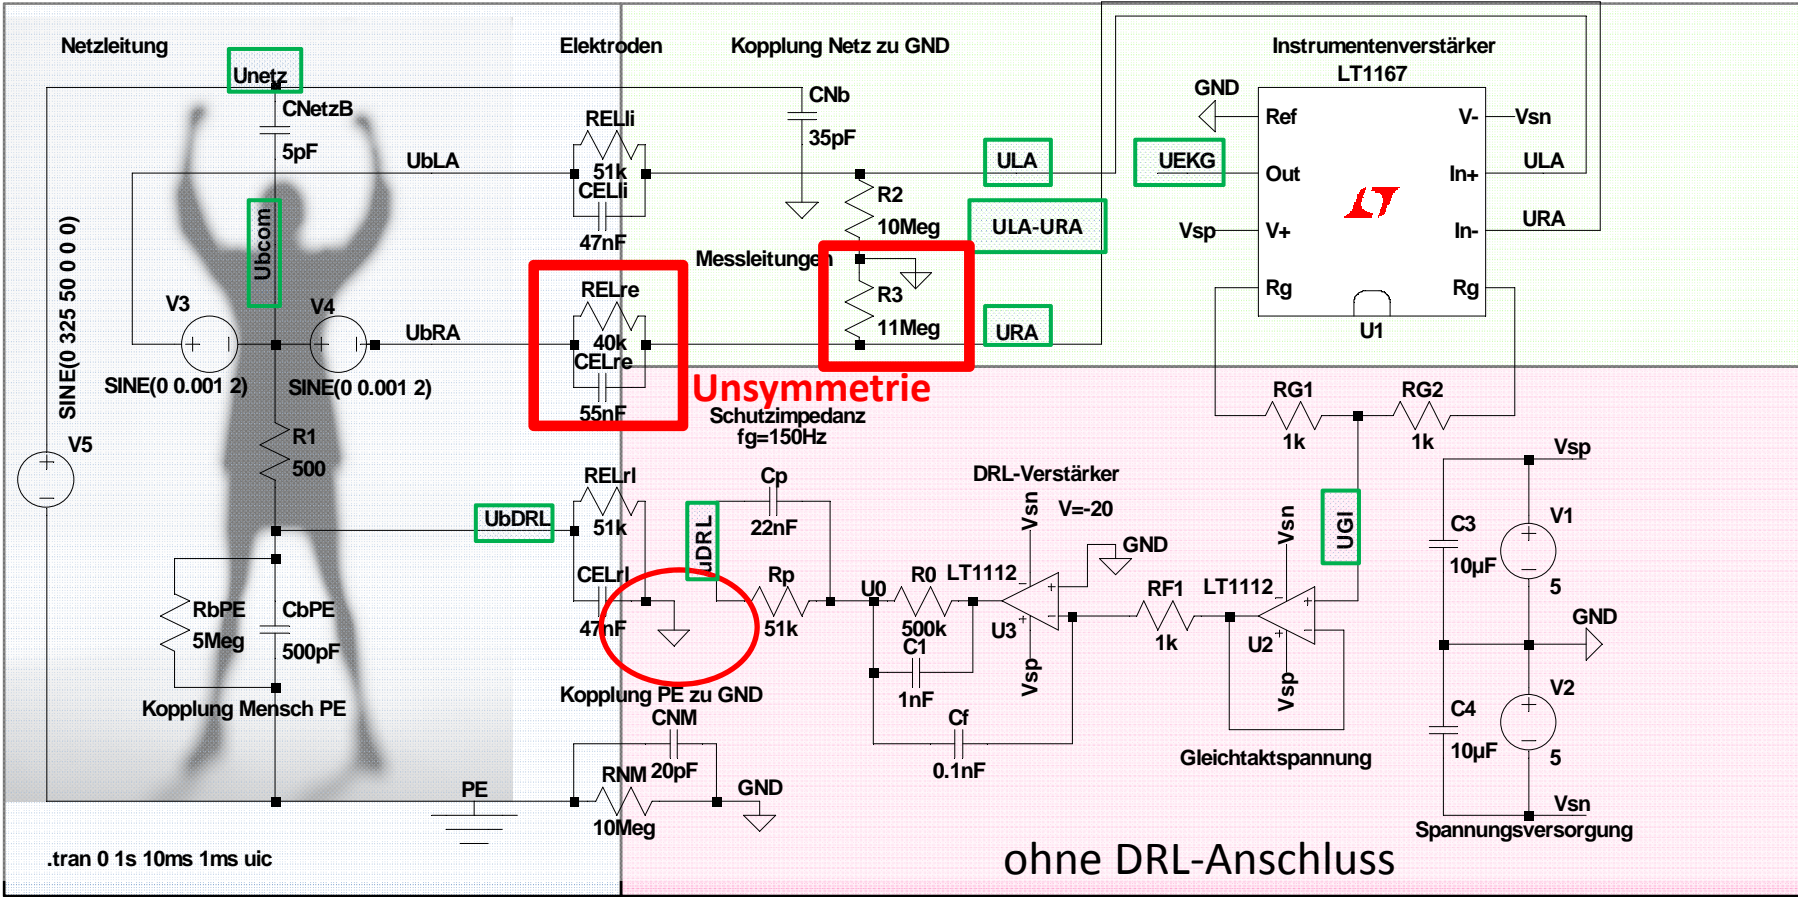 Netzleitung
Elektroden
Kopplung Netz zu GND
Instrumentenverstärker
LT1167
Unetz
CNetzB
5pF
UbLA
RELli
51k
CELli
47nF
CNb
35pF
ULA
UEKG
GND
Ref
Out
V+
Rg
V-
In+
In-
Rg
Vsn
ULA
URA
Vsp
U1
R2
10Meg
ULA-URA
Messleitungen
Ubcom
SINE(0 325 50 0 0 0)
V3
V4
SINE(0 0.001 2)
SINE(0 0.001 2)
UbRA
RELre
40k
CELre
55nF
R3
11Meg
URA
Unsymmetrie
Schutzimpedanz
fg=150Hz
RG1
1k
RG2
1k
V5
R1
500
UbDRL
RELrl
51k
CELrl
47nF
uDRL
Cp
22nF
Rp
51k
DRL-Verstärker
V=-20
Vsn
GND
U0
R0
500k
LT1112
U3
Vsp
C1
1nF
Cf
0.1nF
RF1
1k
LT1112
Vsn
U2
Vsp
UGl
Gleichtaktspannung
Vsp
C3
10µF
V1
5
GND
C4
10µF
V2
5
Vsn
Spannungsversorgung
RbPE
5Meg
CbPE
500pF
Kopplung Mensch PE
Kopplung PE zu GND
CNM
20pF
RNM
10Meg
GND
PE
.tran 0 1s 10ms 1ms uic
ohne DRL-Anschluss